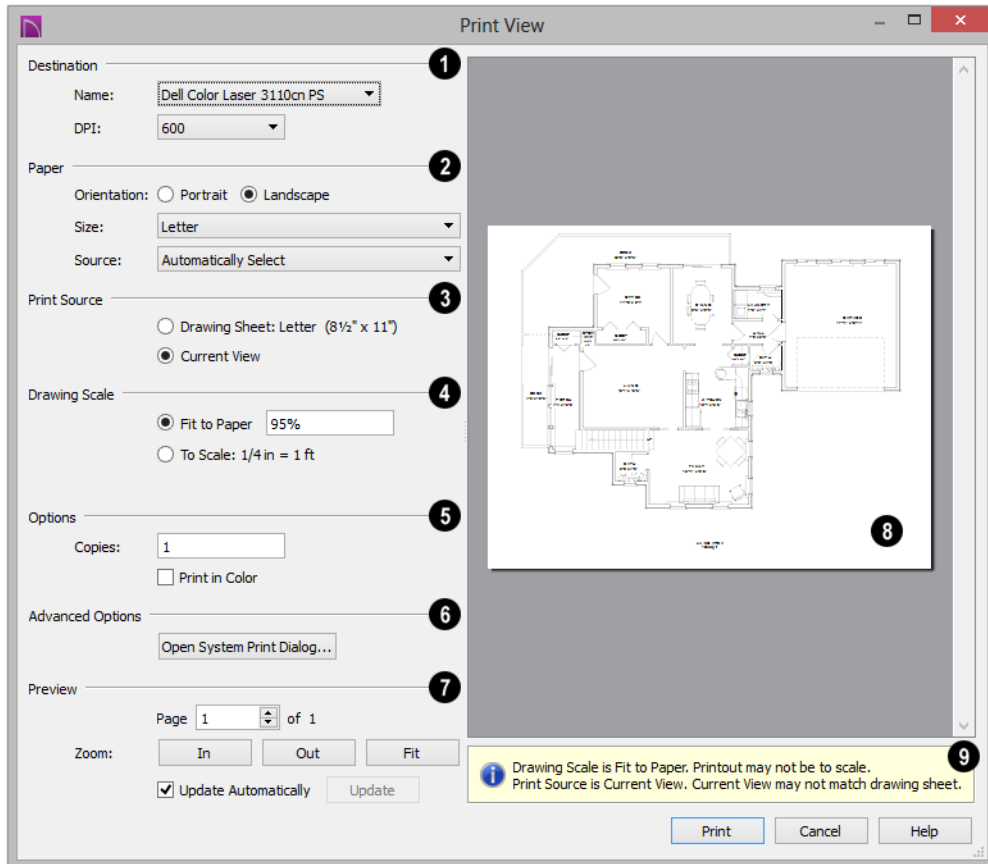 Print View
Destination 1
Name: Dell Color Laser 3110cn PS
DPI: 600
Paper 2
Orientation: Portrait Landscape
Size: Letter
Source: Automatically Select
Print Source 3
Drawing Sheet: Letter (8½" x 11")
Current View
Drawing Scale 4
Fit to Paper 95%
To Scale: 1/4 in = 1 ft
Options 5
Copies: 1
Print in Color
Advanced Options 6
Open System Print Dialog...
Preview 7
Page 1 of 1
Zoom: In Out Fit
Update Automatically Update
8
9
Drawing Scale is Fit to Paper. Printout may not be to scale.
Print Source is Current View. Current View may not match drawing sheet.
Print Cancel Help